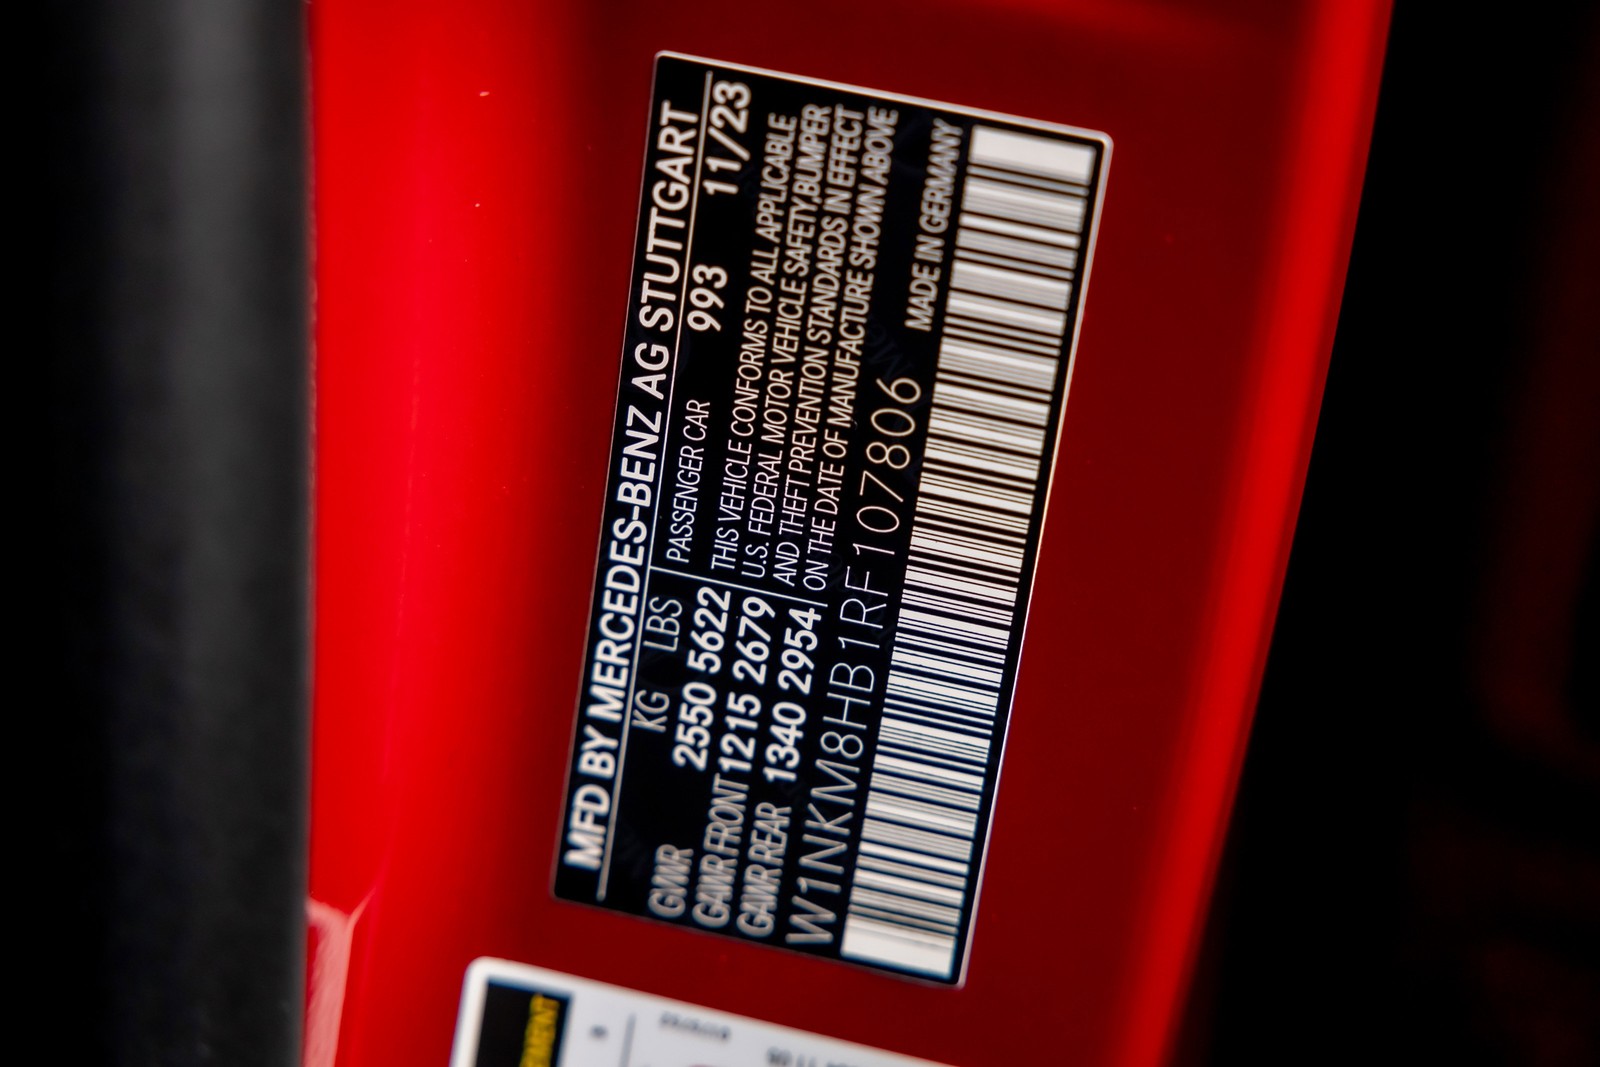 MFD BY MERCEDES-BENZ AG STUTTGART
KG LBS PASSENGER CAR 993 11/23
GVWR 2550 5622 THIS VEHICLE CONFORMS TO ALL APPLICABLE
GAWR FRONT 1215 2679 U.S. FEDERAL MOTOR VEHICLE SAFETY,BUMPER
GAWR REAR 1340 2954 AND THEFT PREVENTION STANDARDS IN EFFECT
ON THE DATE OF MANUFACTURE SHOWN ABOVE
W1NKM8HB1RF107806 MADE IN GERMANY